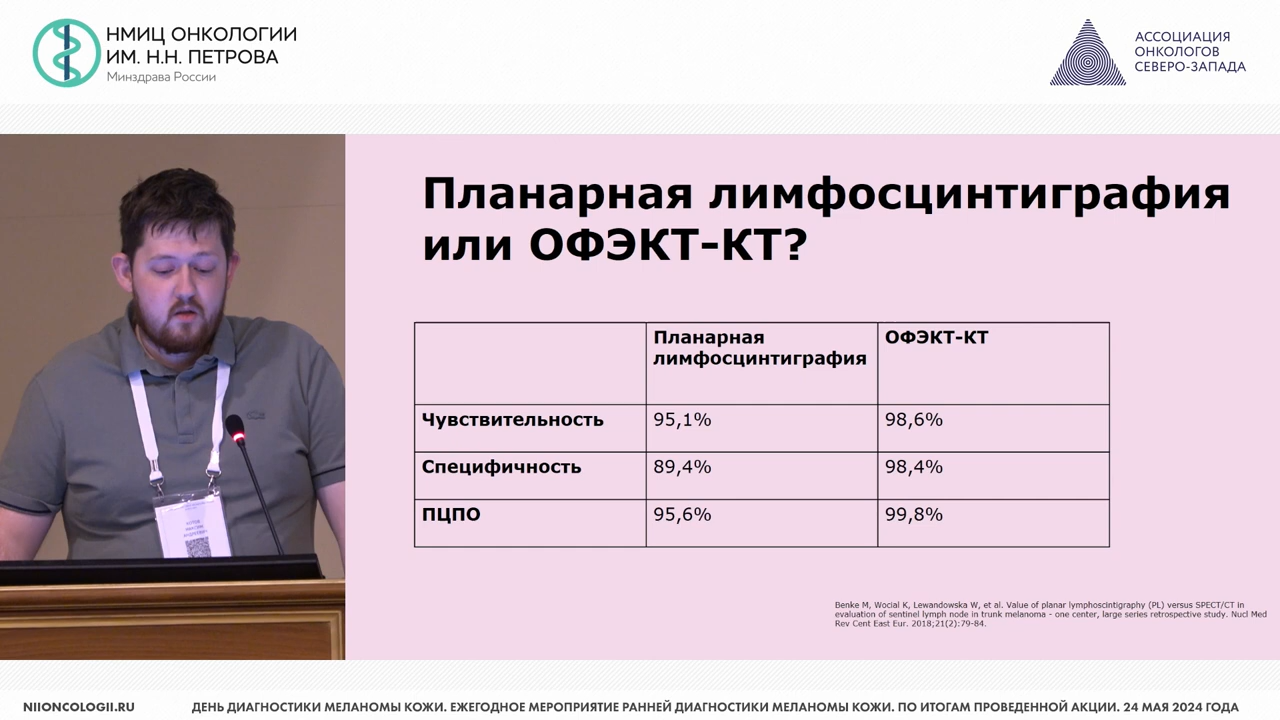 НМИЦ ОНКОЛОГИИ
ИМ. Н.Н. ПЕТРОВА
Минздрава России
АССОЦИАЦИЯ
ОНКОЛОГОВ
СЕВЕРО-ЗАПАДА
Планарная лимфосцинтиграфия
или ОФЭКТ-КТ?
Планарная
лимфосцинтиграфия
ОФЭКТ-КТ
Чувствительность 95,1% 98,6%
Специфичность 89,4% 98,4%
ПЦПО 95,6% 99,8%
Benke M, Wocial K, Lewandowska W, et al. Value of planar lymphoscintigraphy (PL) versus SPECT/CT in
evaluation of sentinel lymph node in trunk melanoma - one center, large series retrospective study. Nucl Med
Rev Cent East Eur. 2018;21(2):79-84.
NIIONCOLOGII.RU
ДЕНЬ ДИАГНОСТИКИ МЕЛАНОМЫ КОЖИ. ЕЖЕГОДНОЕ МЕРОПРИЯТИЕ РАННЕЙ ДИАГНОСТИКИ МЕЛАНОМЫ КОЖИ. ПО ИТОГАМ ПРОВЕДЕННОЙ АКЦИИ. 24 МАЯ 2024 ГОДА